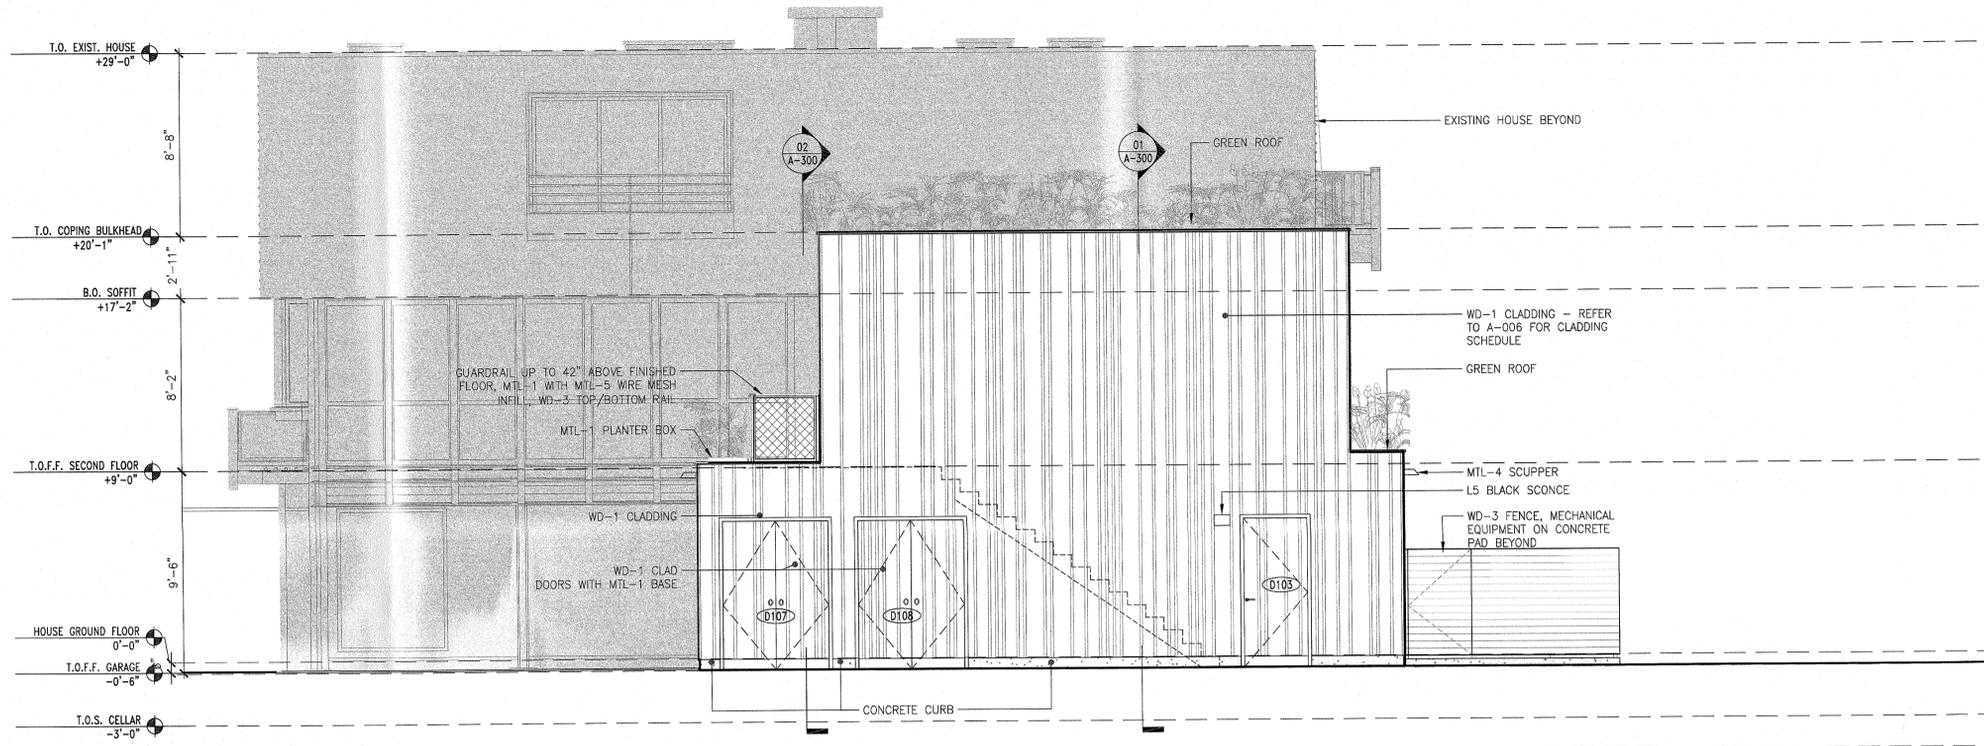 T.O. EXIST. HOUSE
+29'-0"
8'-8"
T.O. COPING BULKHEAD
+20'-1"
2'-11"
B.O. SOFFIT
+17'-2"
8'-2"
T.O.F.F. SECOND FLOOR
+9'-0"
9'-6"
HOUSE GROUND FLOOR
0'-0"
T.O.F.F. GARAGE
-0'-6"
T.O.S. CELLAR
-3'-0"
02
A-300
01
A-300
GREEN ROOF
EXISTING HOUSE BEYOND
GUARDRAIL UP TO 42" ABOVE FINISHED
FLOOR, MTL-1 WITH MTL-5 WIRE MESH
INFILL, WD-3 TOP/BOTTOM RAIL
MTL-1 PLANTER BOX
WD-1 CLADDING
WD-1 CLAD
DOORS WITH MTL-1 BASE
D107
D108
D103
CONCRETE CURB
WD-1 CLADDING – REFER
TO A-006 FOR CLADDING
SCHEDULE
GREEN ROOF
MTL-4 SCUPPER
L5 BLACK SCONCE
WD-3 FENCE, MECHANICAL
EQUIPMENT ON CONCRETE
PAD BEYOND